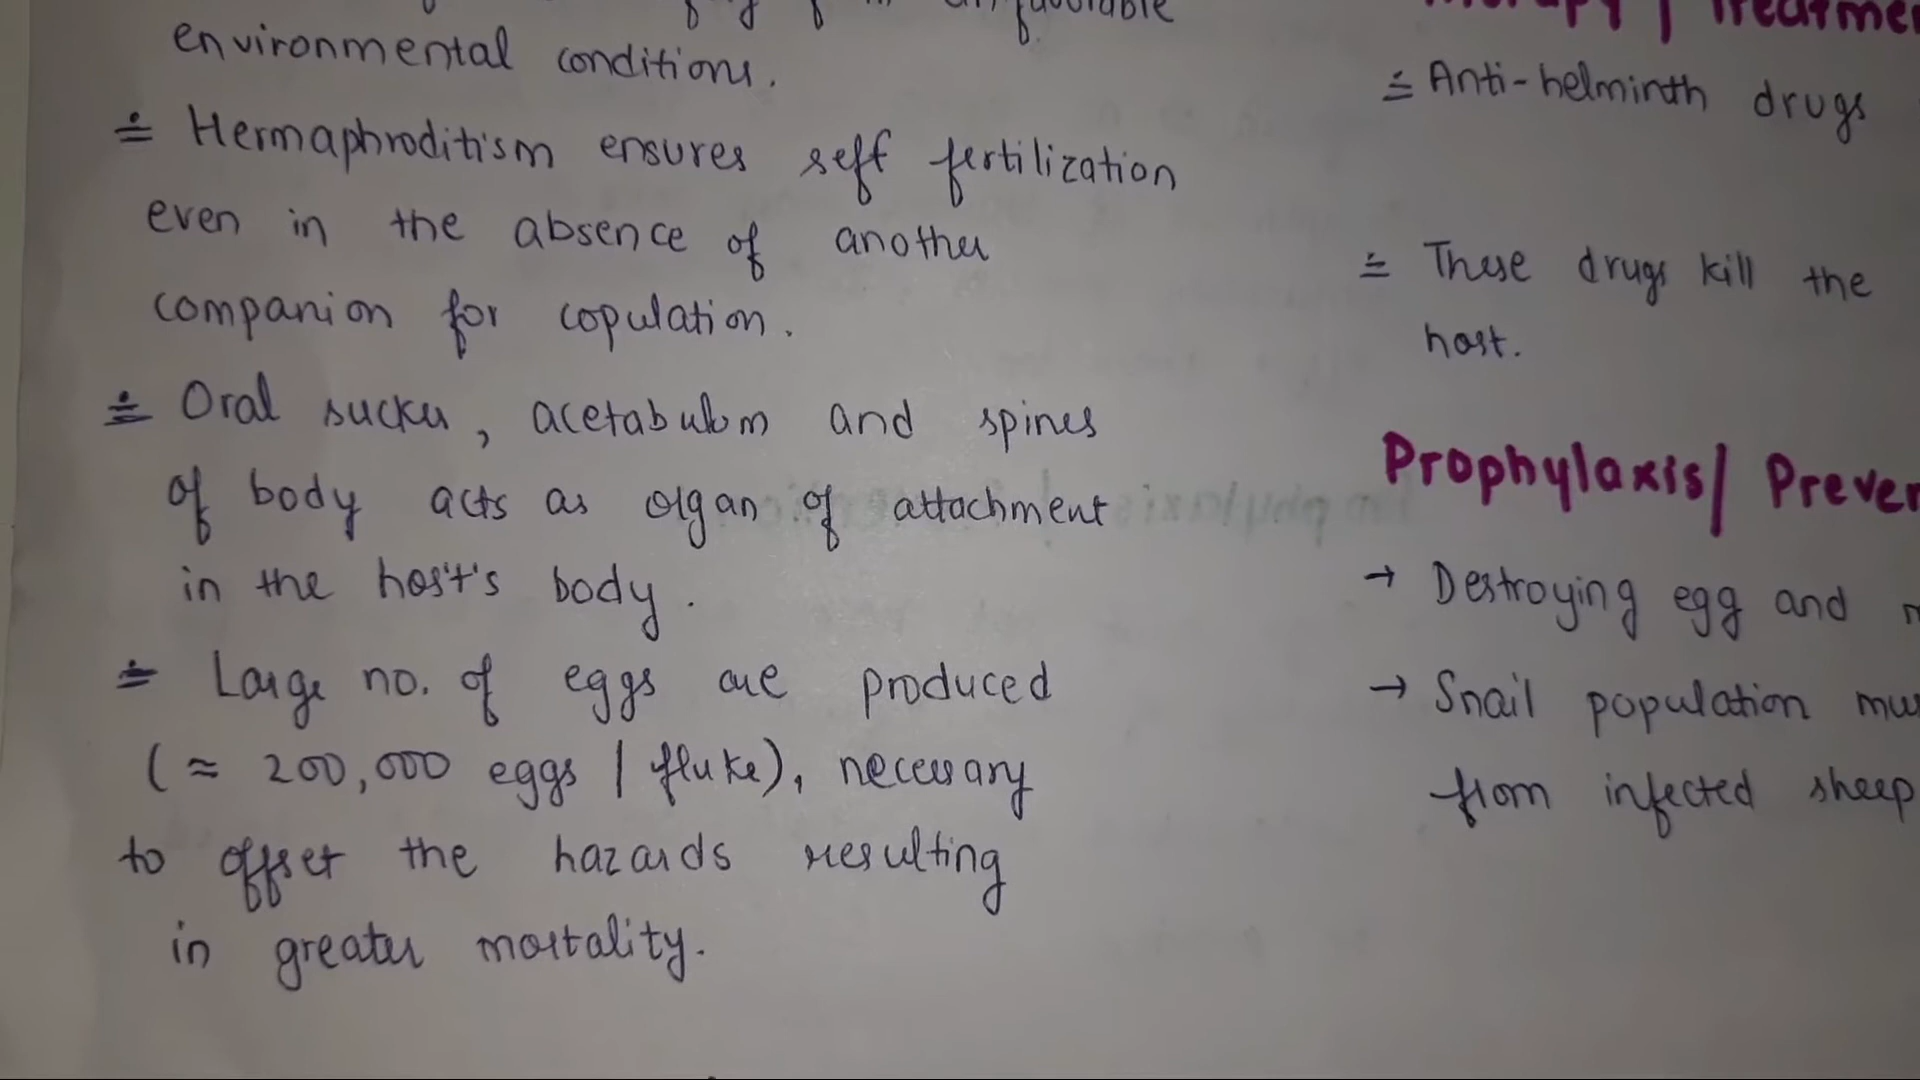 environmental conditions.
≐ Hermaphroditism ensures self fertilization
even in the absence of another
companion for copulation.
≐ Oral sucker, acetabulum and spines
of body acts as organ of attachment
in the host's body.
≐ Large no. of eggs are produced
(≈ 200,000 eggs / fluke), necessary
to offset the hazards resulting
in greater mortality.
≐ Anti-helminth drugs
≐ These drugs kill the
host.
Prophylaxis/
→ Destroying egg and
→ Snail population
from infected sheep